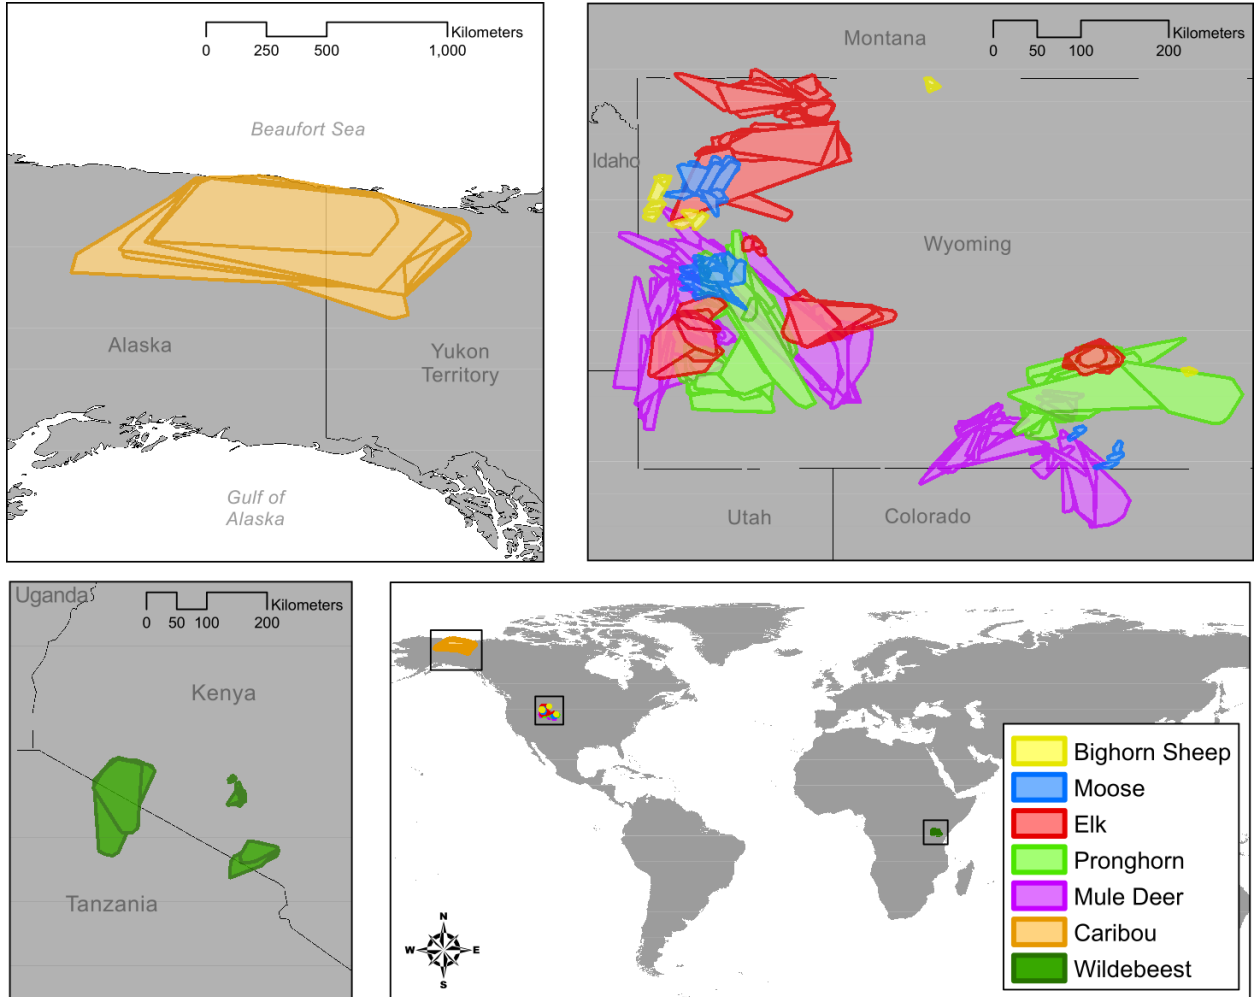 Kilometers
0 250 500 1,000
Beaufort Sea
Alaska
Yukon
Territory
Gulf of
Alaska
Montana
Kilometers
0 50 100 200
Idaho
Wyoming
Utah
Colorado
Uganda
Kilometers
0 50 100 200
Kenya
Tanzania
N
W E
S
Bighorn Sheep
Moose
Elk
Pronghorn
Mule Deer
Caribou
Wildebeest